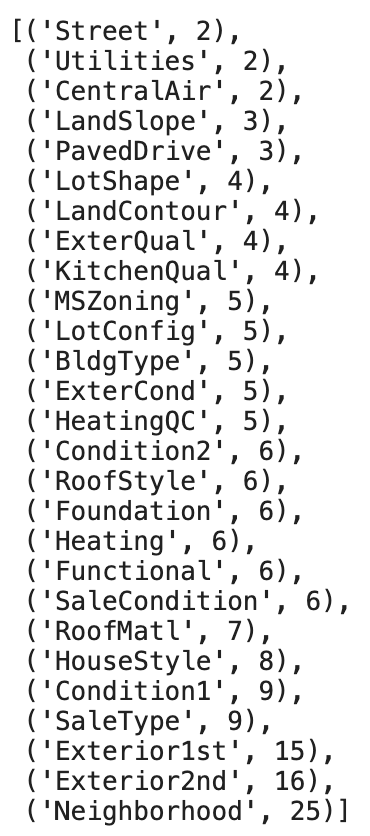 [('Street', 2),
('Utilities', 2),
('CentralAir', 2),
('LandSlope', 3),
('PavedDrive', 3),
('LotShape', 4),
('LandContour', 4),
('ExterQual', 4),
('KitchenQual', 4),
('MSZoning', 5),
('LotConfig', 5),
('BldgType', 5),
('ExterCond', 5),
('HeatingQC', 5),
('Condition2', 6),
('RoofStyle', 6),
('Foundation', 6),
('Heating', 6),
('Functional', 6),
('SaleCondition', 6),
('RoofMatl', 7),
('HouseStyle', 8),
('Condition1', 9),
('SaleType', 9),
('Exterior1st', 15),
('Exterior2nd', 16),
('Neighborhood', 25)]